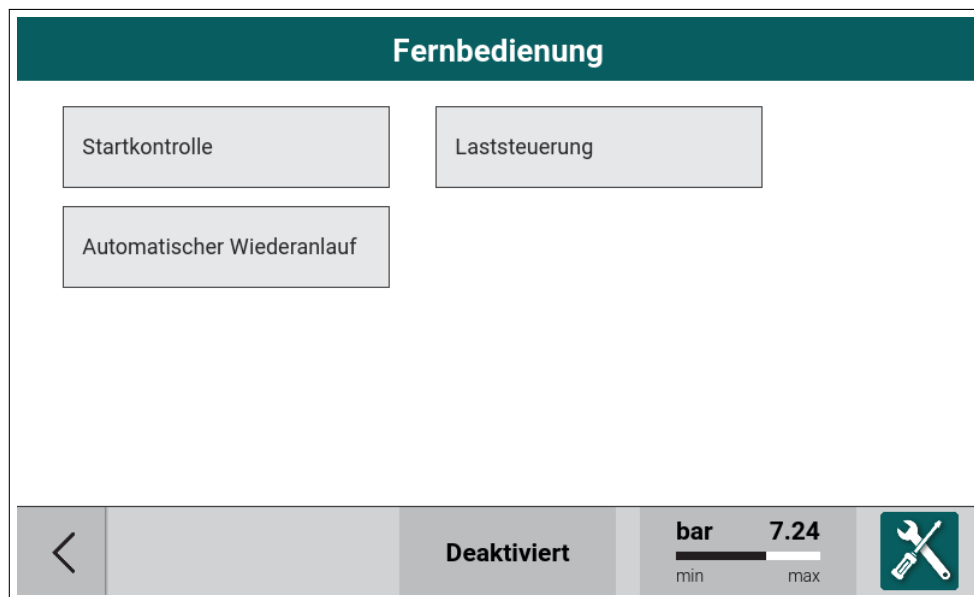 Fernbedienung
Startkontrolle
Laststeuerung
Automatischer Wiederanlauf
Deaktiviert
bar 7.24
min max